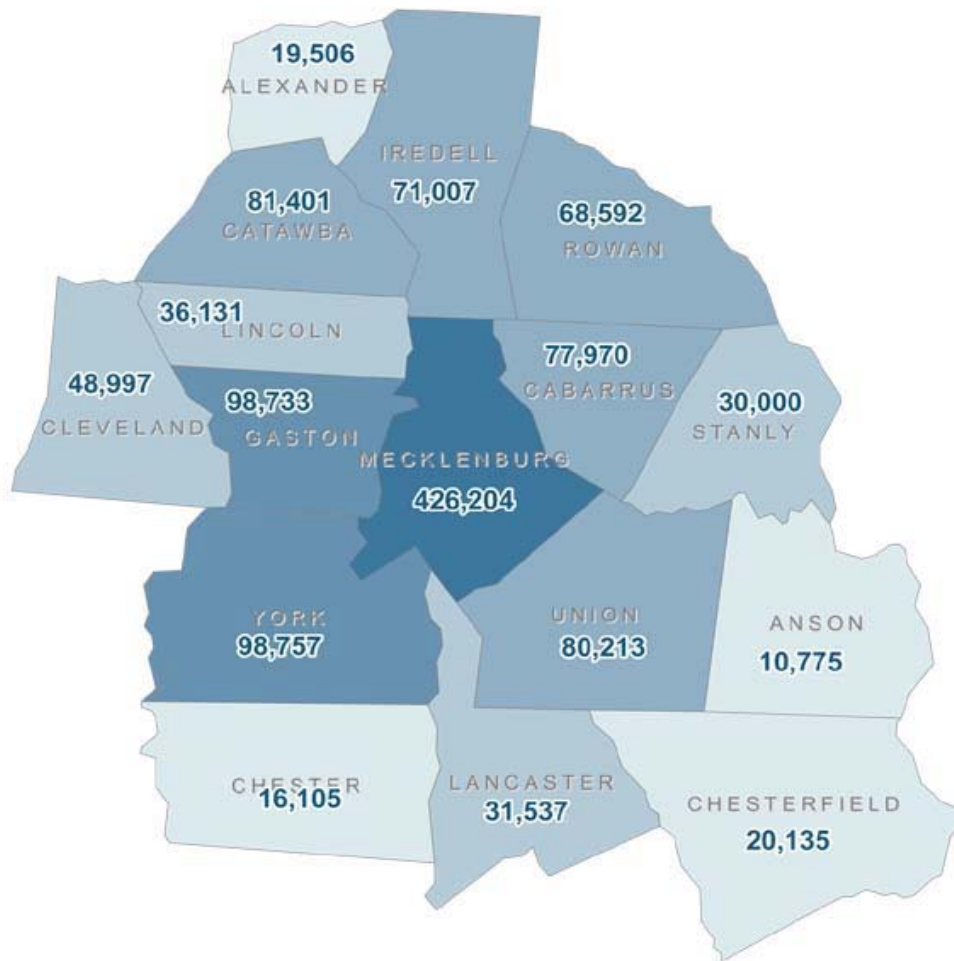 19,506
ALEXANDER
IREDELL
71,007
81,401
CATAWBA
68,592
ROWAN
36,131
LINCOLN
77,970
CABARRUS
48,997
CLEVELAND
98,733
GASTON
30,000
STANLY
MECKLENBURG
426,204
YORK
98,757
UNION
80,213
ANSON
10,775
CHESTER
16,105
LANCASTER
31,537
CHESTERFIELD
20,135